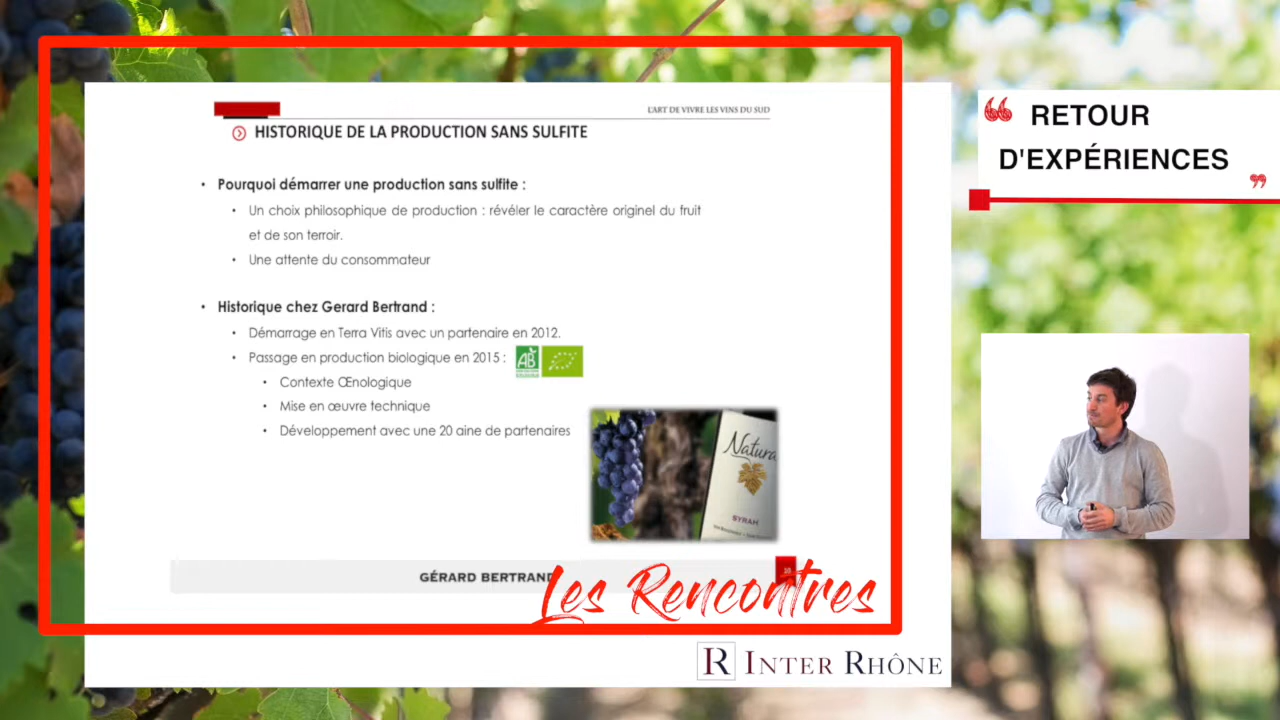 L'ART DE VIVRE LES VINS DU SUD
HISTORIQUE DE LA PRODUCTION SANS SULFITE
• Pourquoi démarrer une production sans sulfite :
• Un choix philosophique de production : révéler le caractère originel du fruit
et de son terroir.
• Une attente du consommateur
• Historique chez Gerard Bertrand :
• Démarrage en Terra Vitis avec un partenaire en 2012.
• Passage en production biologique en 2015 :
AB
• Contexte Œnologique
• Mise en œuvre technique
• Développement avec une 20 aine de partenaires
Natura
SYRAH
GÉRARD BERTRAND
Les Rencontres
R INTER RHÔNE
RETOUR
D'EXPÉRIENCES